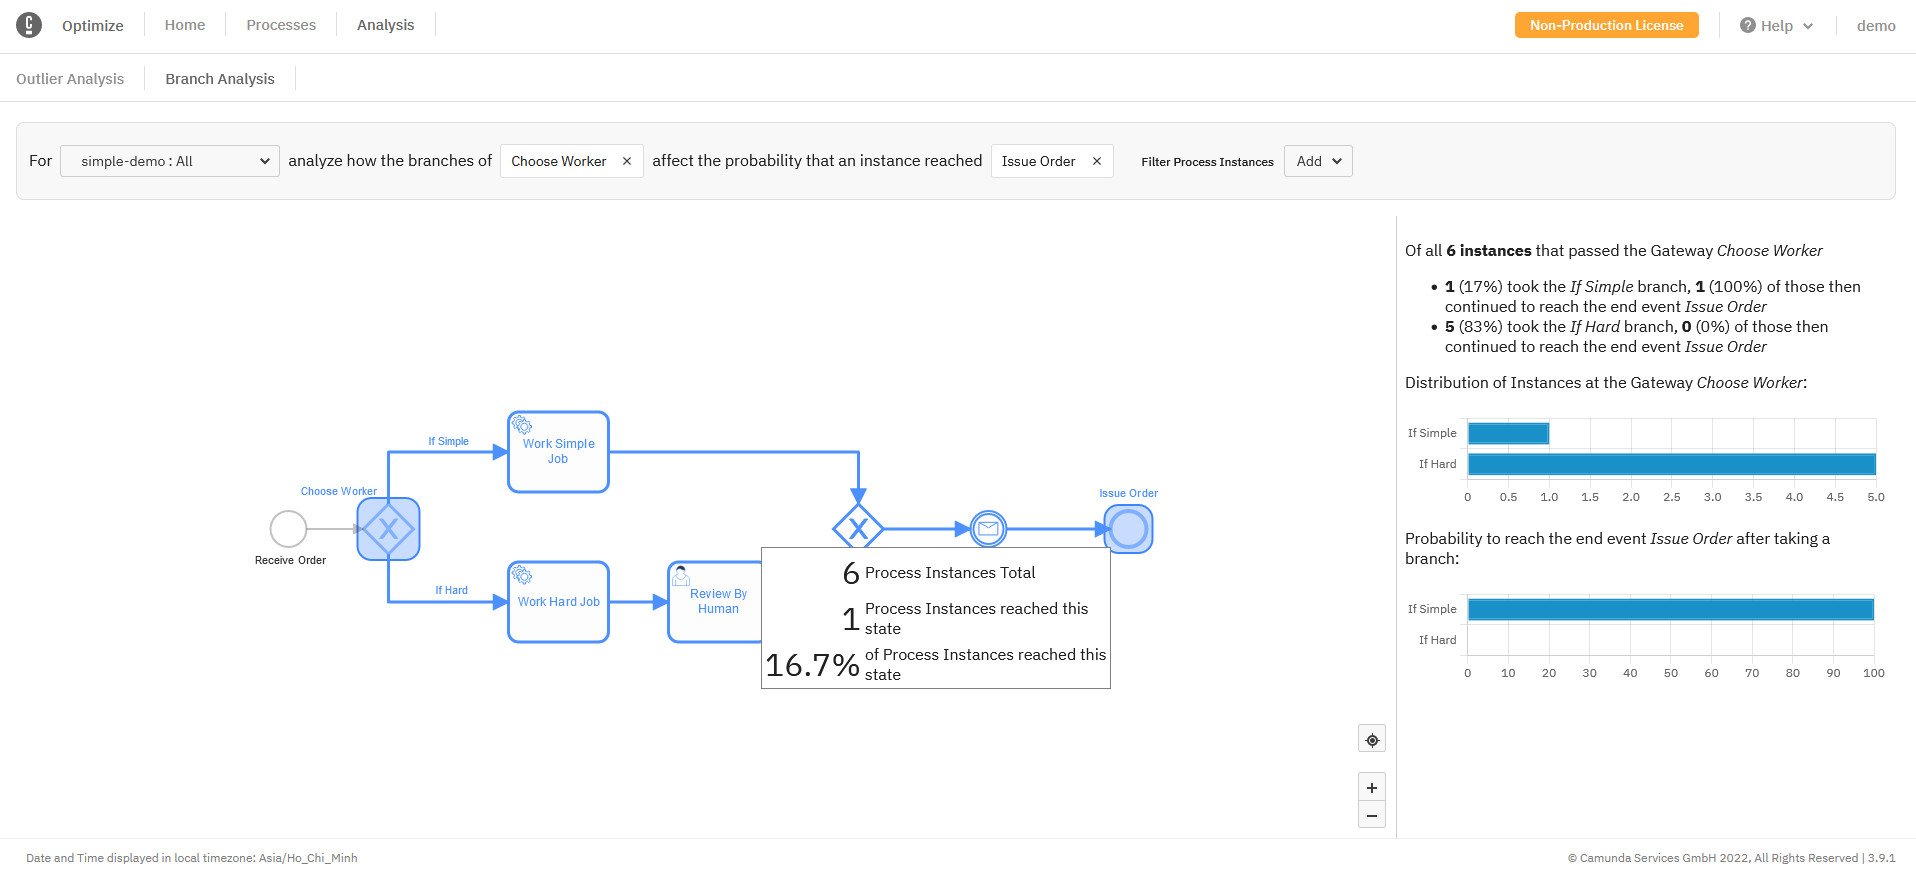 Optimize Home Processes Analysis Non-Production License Help demo
Outlier Analysis Branch Analysis
For simple-demo : All analyze how the branches of Choose Worker × affect the probability that an instance reached Issue Order × Filter Process Instances Add
Receive Order
Choose Worker
If Simple
Work Simple
Job
If Hard
Work Hard Job
Review By
Human
X
X
Issue Order
6 Process Instances Total
1 Process Instances reached this
state
16.7% of Process Instances reached this
state
+
−
Of all 6 instances that passed the Gateway Choose Worker
• 1 (17%) took the If Simple branch, 1 (100%) of those then
continued to reach the end event Issue Order
• 5 (83%) took the If Hard branch, 0 (0%) of those then
continued to reach the end event Issue Order
Distribution of Instances at the Gateway Choose Worker:
If Simple
If Hard
0 0.5 1.0 1.5 2.0 2.5 3.0 3.5 4.0 4.5 5.0
Probability to reach the end event Issue Order after taking a
branch:
If Simple
If Hard
0 10 20 30 40 50 60 70 80 90 100
Date and Time displayed in local timezone: Asia/Ho_Chi_Minh
© Camunda Services GmbH 2022, All Rights Reserved | 3.9.1